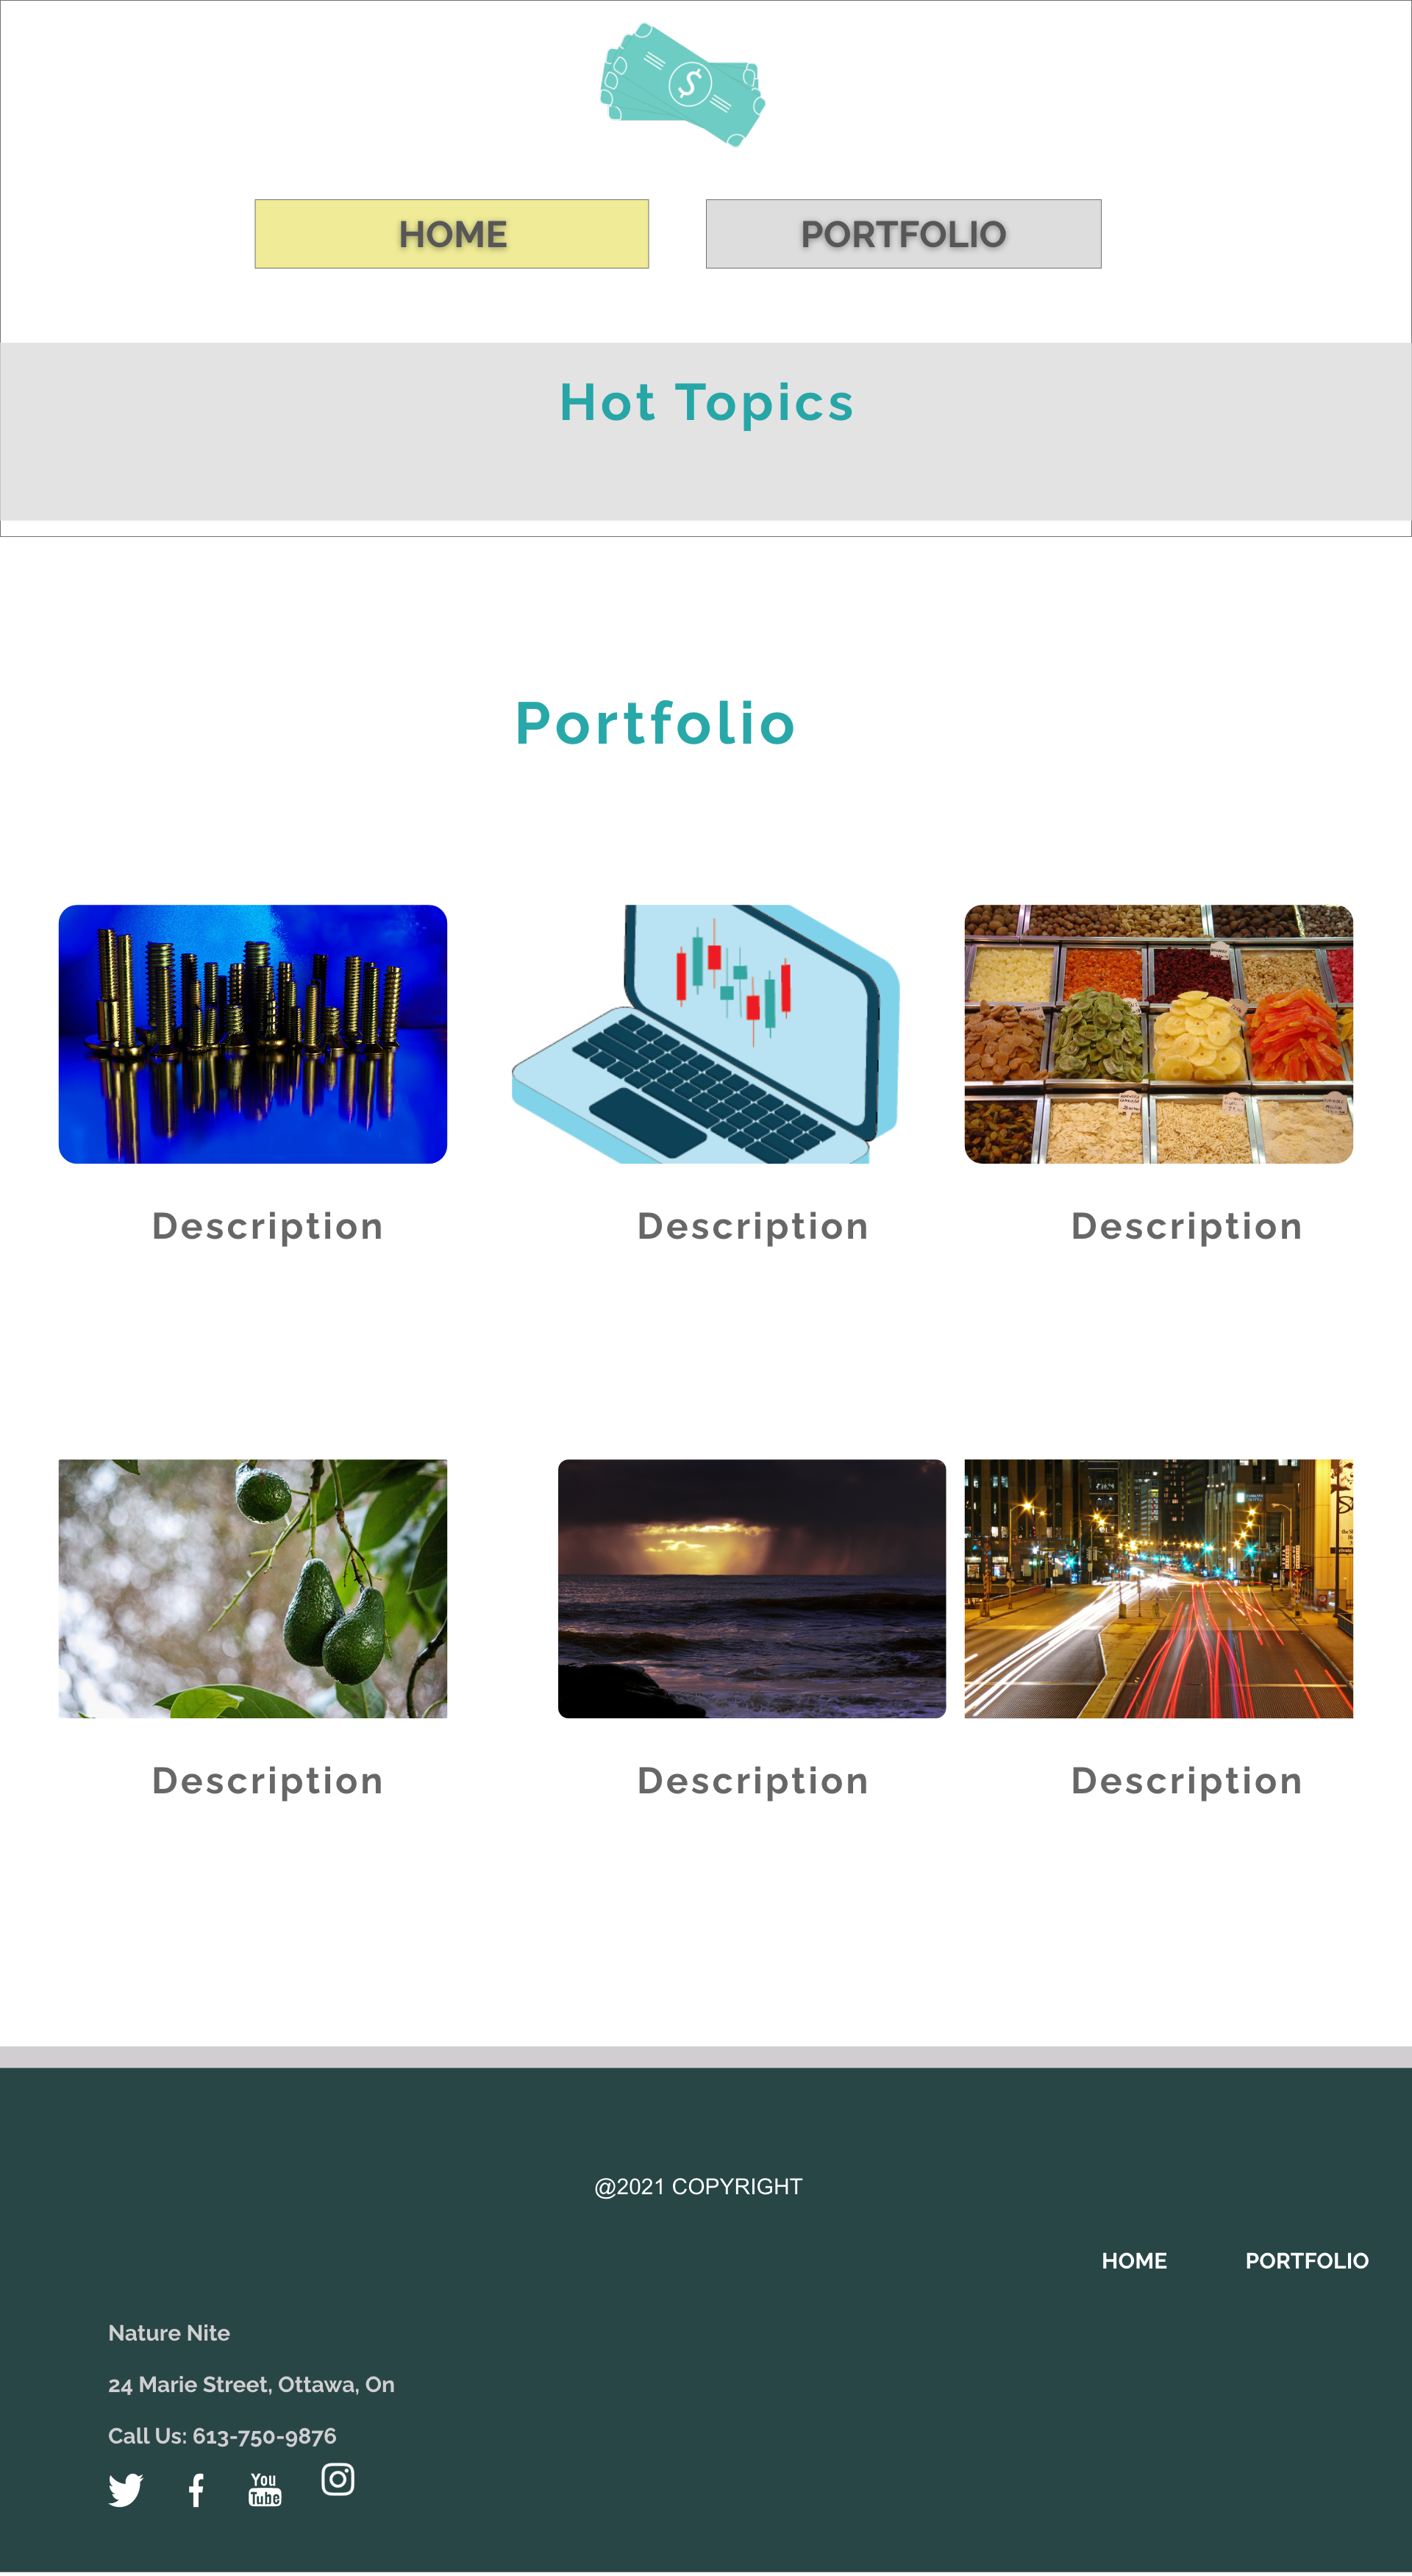 $
HOME PORTFOLIO
Hot Topics
Portfolio
Description Description Description
Description Description Description
@2021 COPYRIGHT
HOME PORTFOLIO
Nature Nite
24 Marie Street, Ottawa, On
Call Us: 613-750-9876
You
Tube